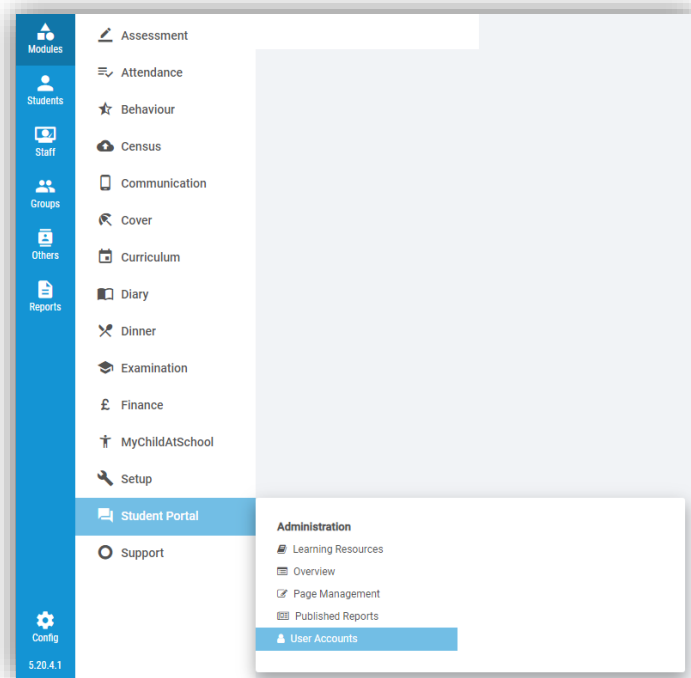 Modules
Students
Staff
Groups
Others
Reports
Config
5.20.4.1
Assessment
Attendance
Behaviour
Census
Communication
Cover
Curriculum
Diary
Dinner
Examination
£ Finance
MyChildAtSchool
Setup
Student Portal
Support
Administration
Learning Resources
Overview
Page Management
Published Reports
User Accounts